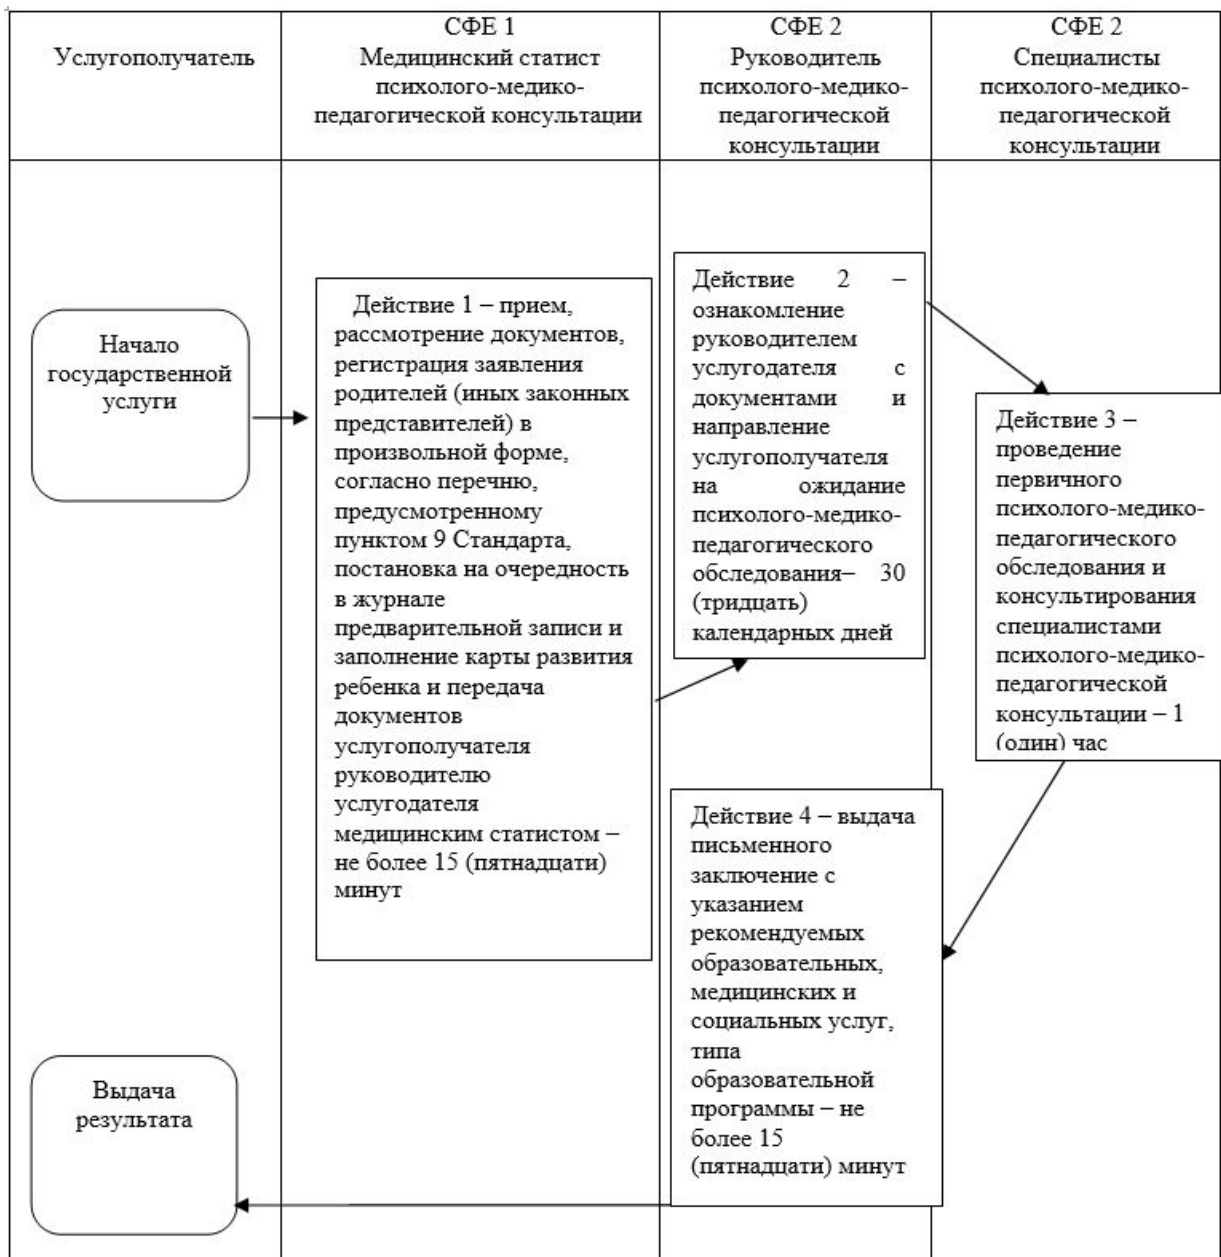 Услугополучатель
СФЕ 1
Медицинский статист
психолого-медико-
педагогической консультации
СФЕ 2
Руководитель
психолого-медико-
педагогической
консультации
СФЕ 2
Специалисты
психолого-медико-
педагогической
консультации
Начало
государственной
услуги
Действие 1 – прием,
рассмотрение документов,
регистрация заявления
родителей (иных законных
представителей) в
произвольной форме,
согласно перечню,
предусмотренному
пунктом 9 Стандарта,
постановка на очередность
в журнале
предварительной записи и
заполнение карты развития
ребенка и передача
документов
услугополучателя
руководителю
услугодателя
медицинским статистом –
не более 15 (пятнадцати)
минут
Действие 2 –
ознакомление
руководителем
услугодателя с
документами и
направление
услугополучателя
на ожидание
психолого-медико-
педагогического
обследования– 30
(тридцать)
календарных дней
Действие 3 –
проведение
первичного
психолого-медико-
педагогического
обследования и
консультирования
специалистами
психолого-медико-
педагогической
консультации – 1
(один) час
Действие 4 – выдача
письменного
заключение с
указанием
рекомендуемых
образовательных,
медицинских и
социальных услуг,
типа
образовательной
программы – не
более 15
(пятнадцати) минут
Выдача
результата